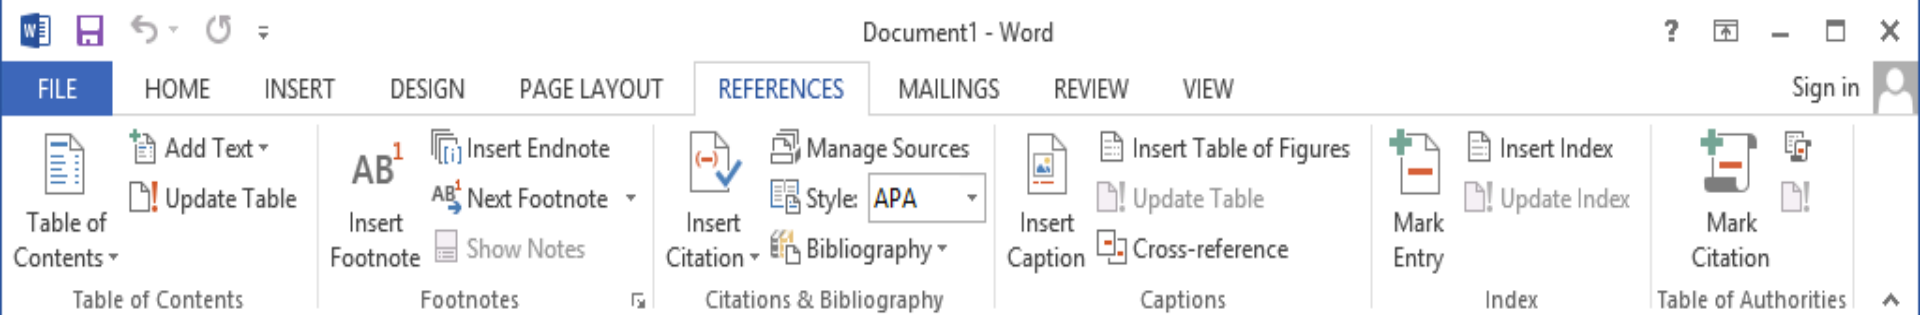 Document1 - Word
?
FILE HOME INSERT DESIGN PAGE LAYOUT REFERENCES MAILINGS REVIEW VIEW Sign in
Table of Contents
Add Text
Update Table
Table of Contents
AB1
Insert Footnote
Insert Endnote
Next Footnote
Show Notes
Footnotes
Insert Citation
Manage Sources
Style: APA
Bibliography
Citations & Bibliography
Insert Caption
Insert Table of Figures
Update Table
Cross-reference
Captions
Mark Entry
Insert Index
Update Index
Index
Mark Citation
Table of Authorities